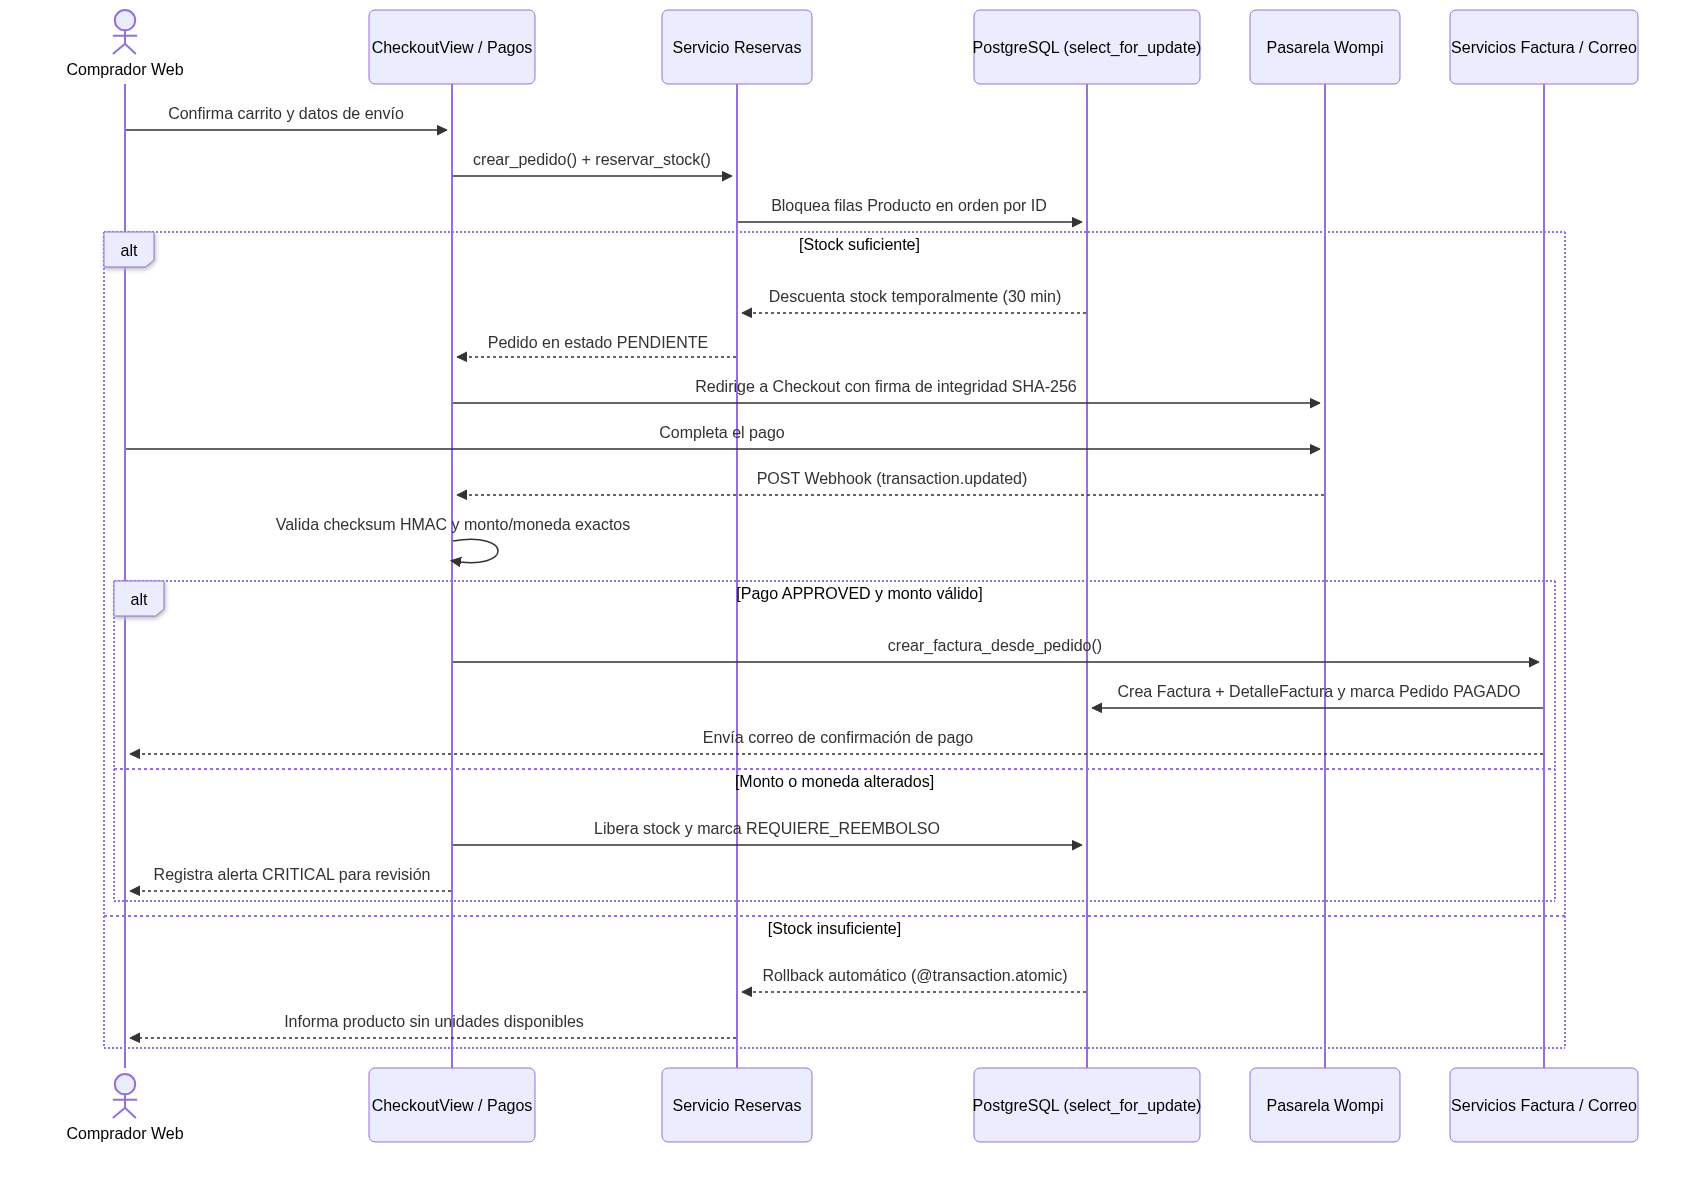 Comprador Web
CheckoutView / Pagos
Servicio Reservas
PostgreSQL (select_for_update)
Pasarela Wompi
Servicios Factura / Correo
Confirma carrito y datos de envío
crear_pedido() + reservar_stock()
Bloquea filas Producto en orden por ID
alt
[Stock suficiente]
Descuenta stock temporalmente (30 min)
Pedido en estado PENDIENTE
Redirige a Checkout con firma de integridad SHA-256
Completa el pago
POST Webhook (transaction.updated)
Valida checksum HMAC y monto/moneda exactos
alt
[Pago APPROVED y monto válido]
crear_factura_desde_pedido()
Crea Factura + DetalleFactura y marca Pedido PAGADO
Envía correo de confirmación de pago
[Monto o moneda alterados]
Libera stock y marca REQUIERE_REEMBOLSO
Registra alerta CRITICAL para revisión
[Stock insuficiente]
Rollback automático (@transaction.atomic)
Informa producto sin unidades disponibles
Comprador Web
CheckoutView / Pagos
Servicio Reservas
PostgreSQL (select_for_update)
Pasarela Wompi
Servicios Factura / Correo